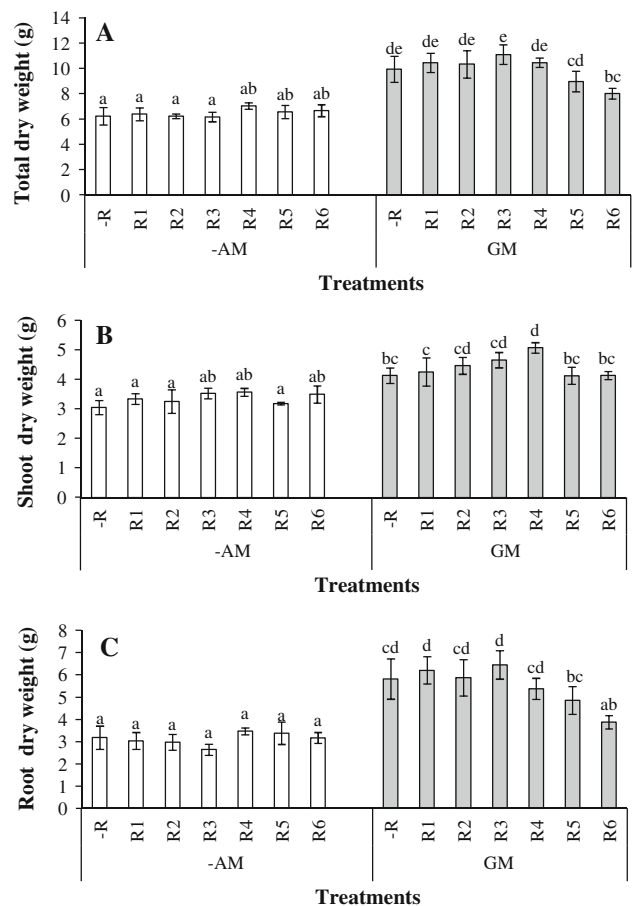 A
Total dry weight (g)
14
12
10
8
6
4
2
0
a a a a ab ab ab de de de e de cd bc
-R R1 R2 R3 R4 R5 R6 -R R1 R2 R3 R4 R5 R6
-AM GM
Treatments
B
Shoot dry weight (g)
6
5
4
3
2
1
0
a a a ab ab a ab bc c cd cd d bc bc
-R R1 R2 R3 R4 R5 R6 -R R1 R2 R3 R4 R5 R6
-AM GM
Treatments
C
Root dry weight (g)
8
7
6
5
4
3
2
1
0
a a a a a a a cd d cd d cd bc ab
-R R1 R2 R3 R4 R5 R6 -R R1 R2 R3 R4 R5 R6
-AM GM
Treatments